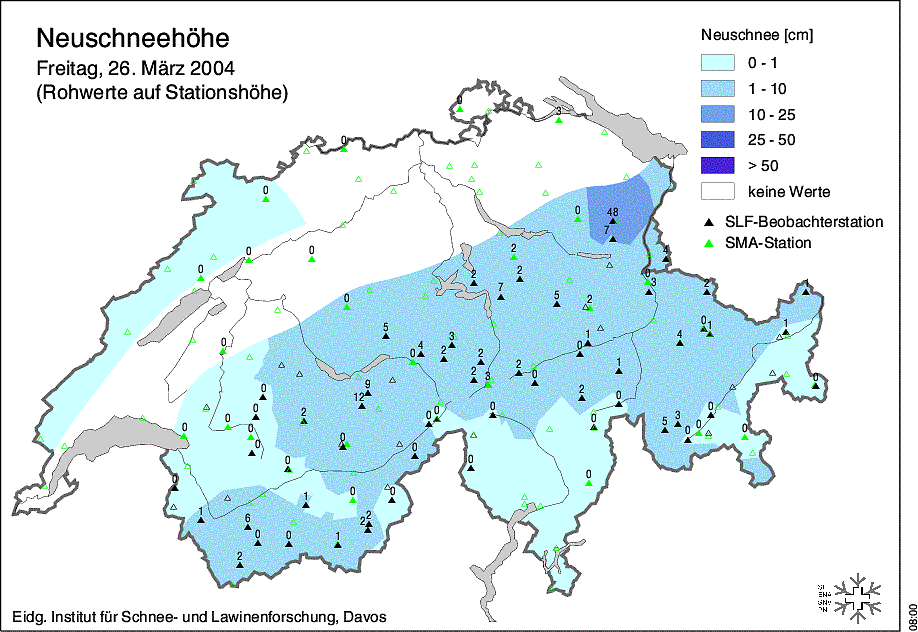 Neuschneehöhe
Freitag, 26. März 2004
(Rohwerte auf Stationshöhe)
Neuschnee [cm]
0 - 1
1 - 10
10 - 25
25 - 50
> 50
keine Werte
SLF-Beobachterstation
SMA-Station
0
3
0
0
0 48
7
0 0 2 4
0 2 2 0 3 2
0 7 5 2
5 3 0 1 4 1
0 4 2 2 0 1
0 9 2 3 2 0 1 0
12 2 0
0 2 0 0 0 0 5 3 0
0 0 0 0 0 0
0 0 0 0
0 1 0 0
1 6 2 2
0 0 1
2
Eidg. Institut für Schnee- und Lawinenforschung, Davos
08:00